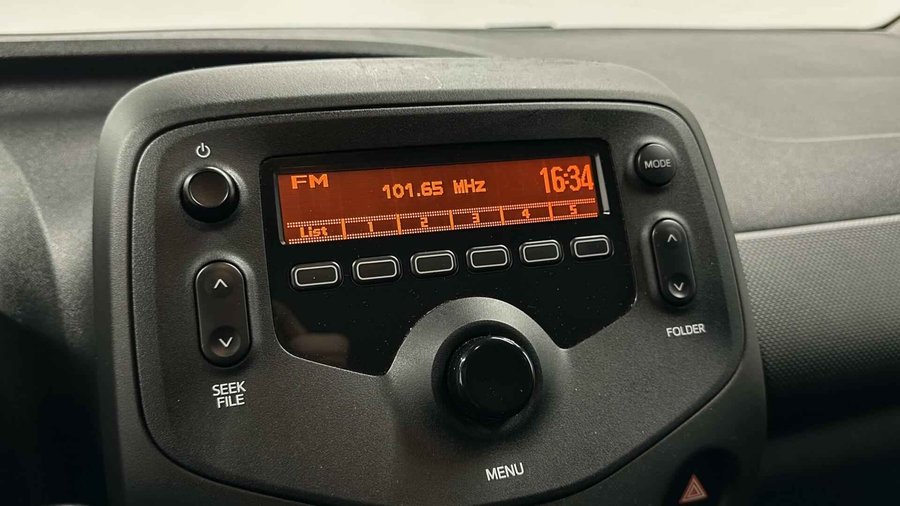 FM 101.65 MHz 16:34
List 1 2 3 4 5
MODE
SEEK
FILE
FOLDER
MENU